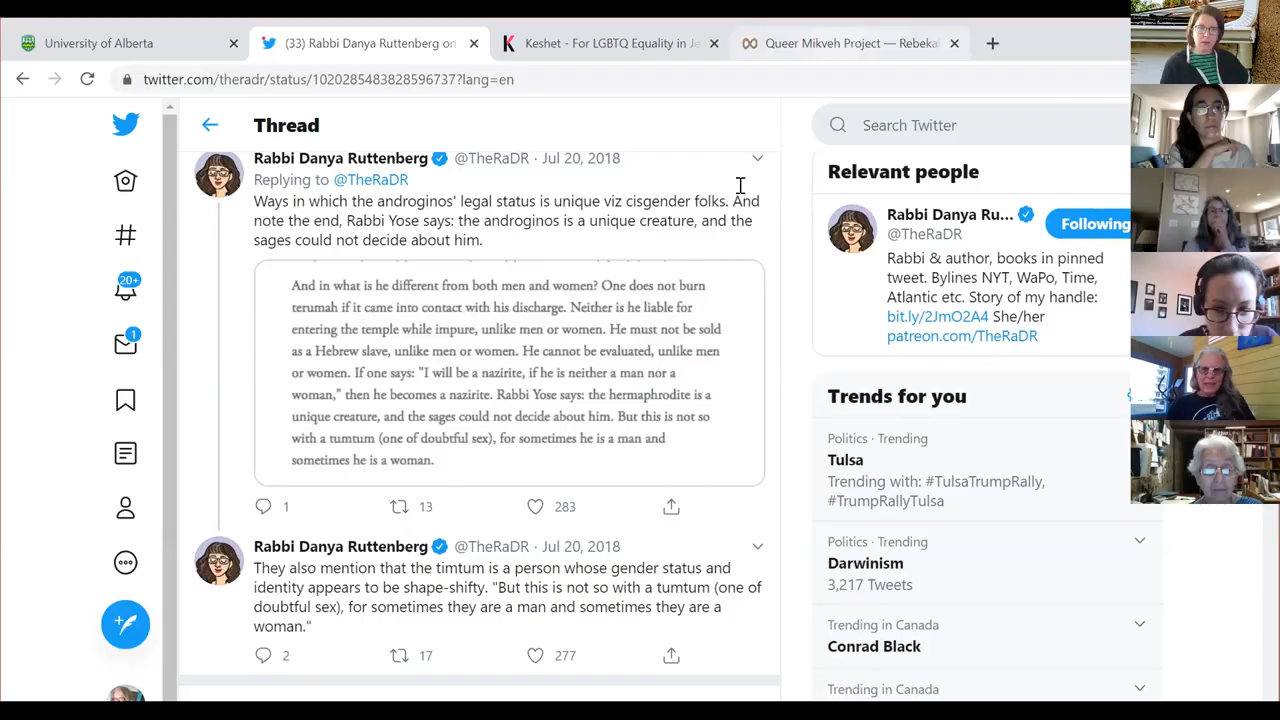 University of Alberta
(33) Rabbi Danya Ruttenberg on
Keshet - For LGBTQ Equality in J
Queer Mikveh Project — Rebeka
twitter.com/theradr/status/1020285483828596737?lang=en
Thread
Search Twitter
Rabbi Danya Ruttenberg @TheRaDR · Jul 20, 2018
Replying to @TheRaDR
Ways in which the androginos' legal status is unique viz cisgender folks. And
note the end, Rabbi Yose says: the androginos is a unique creature, and the
sages could not decide about him.
And in what is he different from both men and women? One does not burn
terumah if it came into contact with his discharge. Neither is he liable for
entering the temple while impure, unlike men or women. He must not be sold
as a Hebrew slave, unlike men or women. He cannot be evaluated, unlike men
or women. If one says: "I will be a nazirite, if he is neither a man nor a
woman," then he becomes a nazirite. Rabbi Yose says: the hermaphrodite is a
unique creature, and the sages could not decide about him. But this is not so
with a tumtum (one of doubtful sex), for sometimes he is a man and
sometimes he is a woman.
1 13 283
Rabbi Danya Ruttenberg @TheRaDR · Jul 20, 2018
They also mention that the timtum is a person whose gender status and
identity appears to be shape-shifty. "But this is not so with a tumtum (one of
doubtful sex), for sometimes they are a man and sometimes they are a
woman."
2 17 277
20+
1
Relevant people
Rabbi Danya Ru...
@TheRaDR
Following
Rabbi & author, books in pinned
tweet. Bylines NYT, WaPo, Time,
Atlantic etc. Story of my handle:
bit.ly/2JmO2A4 She/her
patreon.com/TheRaDR
Trends for you
Politics · Trending
Tulsa
Trending with: #TulsaTrumpRally,
#TrumpRallyTulsa
Politics · Trending
Darwinism
3,217 Tweets
Trending in Canada
Conrad Black
Trending in Canada